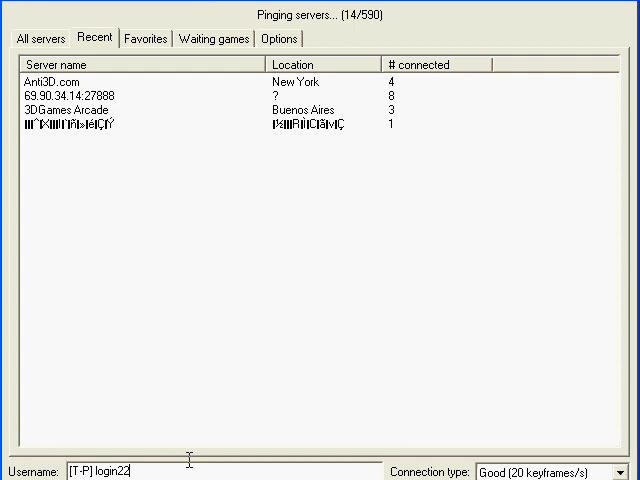 Pinging servers... (14/590)
All servers Recent Favorites Waiting games Options
Server name Location # connected
Anti3D.com New York 4
69.90.34.14:27888 ? 8
3DGames Arcade Buenos Aires 3
1
Username: [T-P] login22 Connection type: Good (20 keyframes/s)